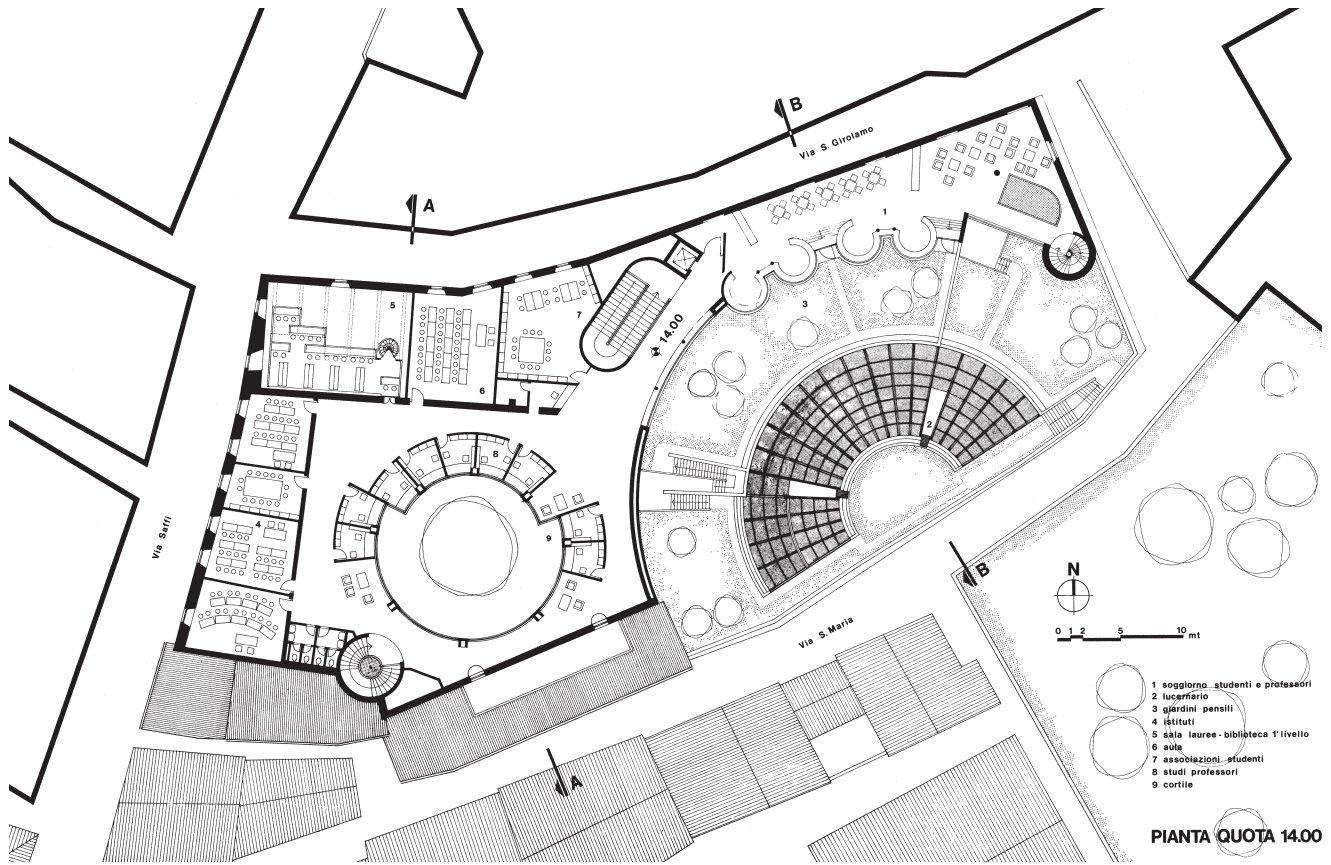 B
Via S. Girolamo
A
1
5
3
7
14.00
6
2
8
4
9
Via Saffi
B
N
Via S. Maria
0 1 2 5 10 mt
1 soggiorno studenti e professori
2 lucernario
3 giardini pensili
4 istituti
5 sala lauree - biblioteca 1° livello
6 aula
7 associazioni studenti
8 studi professori
9 cortile
A
PIANTA QUOTA 14.00